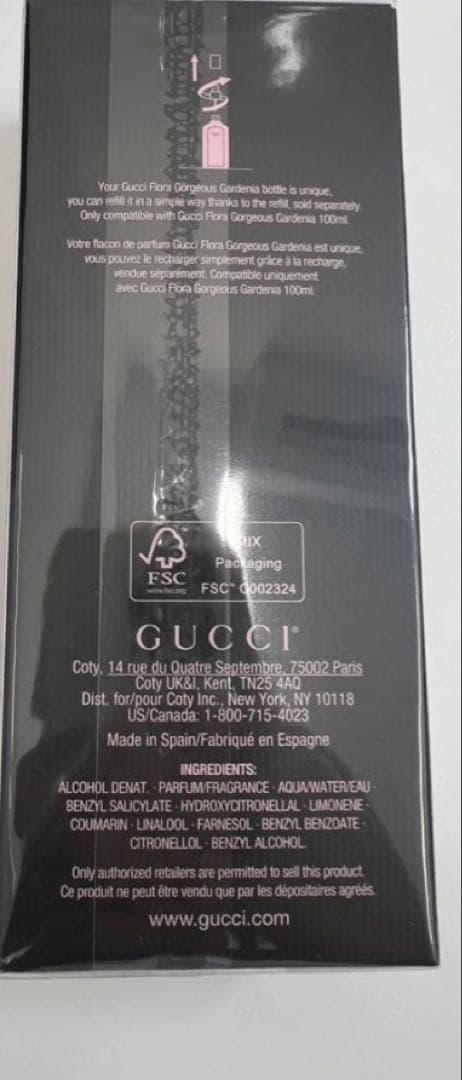 Your Gucci Flora Gorgeous Gardenia bottle is unique,
you can refill it in a simple way thanks to the refill, sold separately.
Only compatible with Gucci Flora Gorgeous Gardenia 100ml.
Votre flacon de parfum Gucci Flora Gorgeous Gardenia est unique,
vous pouvez le recharger simplement grâce à la recharge,
vendue séparément. Compatible uniquement
avec Gucci Flora Gorgeous Gardenia 100ml.
FSC
www.fsc.org
MIX
Packaging
FSC™ C002324
GUCCI®
Coty, 14 rue du Quatre Septembre, 75002 Paris
Coty UK&I, Kent, TN25 4AQ
Dist. for/pour Coty Inc., New York, NY 10118
US/Canada: 1-800-715-4023
Made in Spain/Fabriqué en Espagne
INGREDIENTS:
ALCOHOL DENAT. · PARFUM/FRAGRANCE · AQUA/WATER/EAU ·
BENZYL SALICYLATE · HYDROXYCITRONELLAL · LIMONENE ·
COUMARIN · LINALOOL · FARNESOL · BENZYL BENZOATE ·
CITRONELLOL · BENZYL ALCOHOL.
Only authorized retailers are permitted to sell this product.
Ce produit ne peut être vendu que par les dépositaires agréés.
www.gucci.com